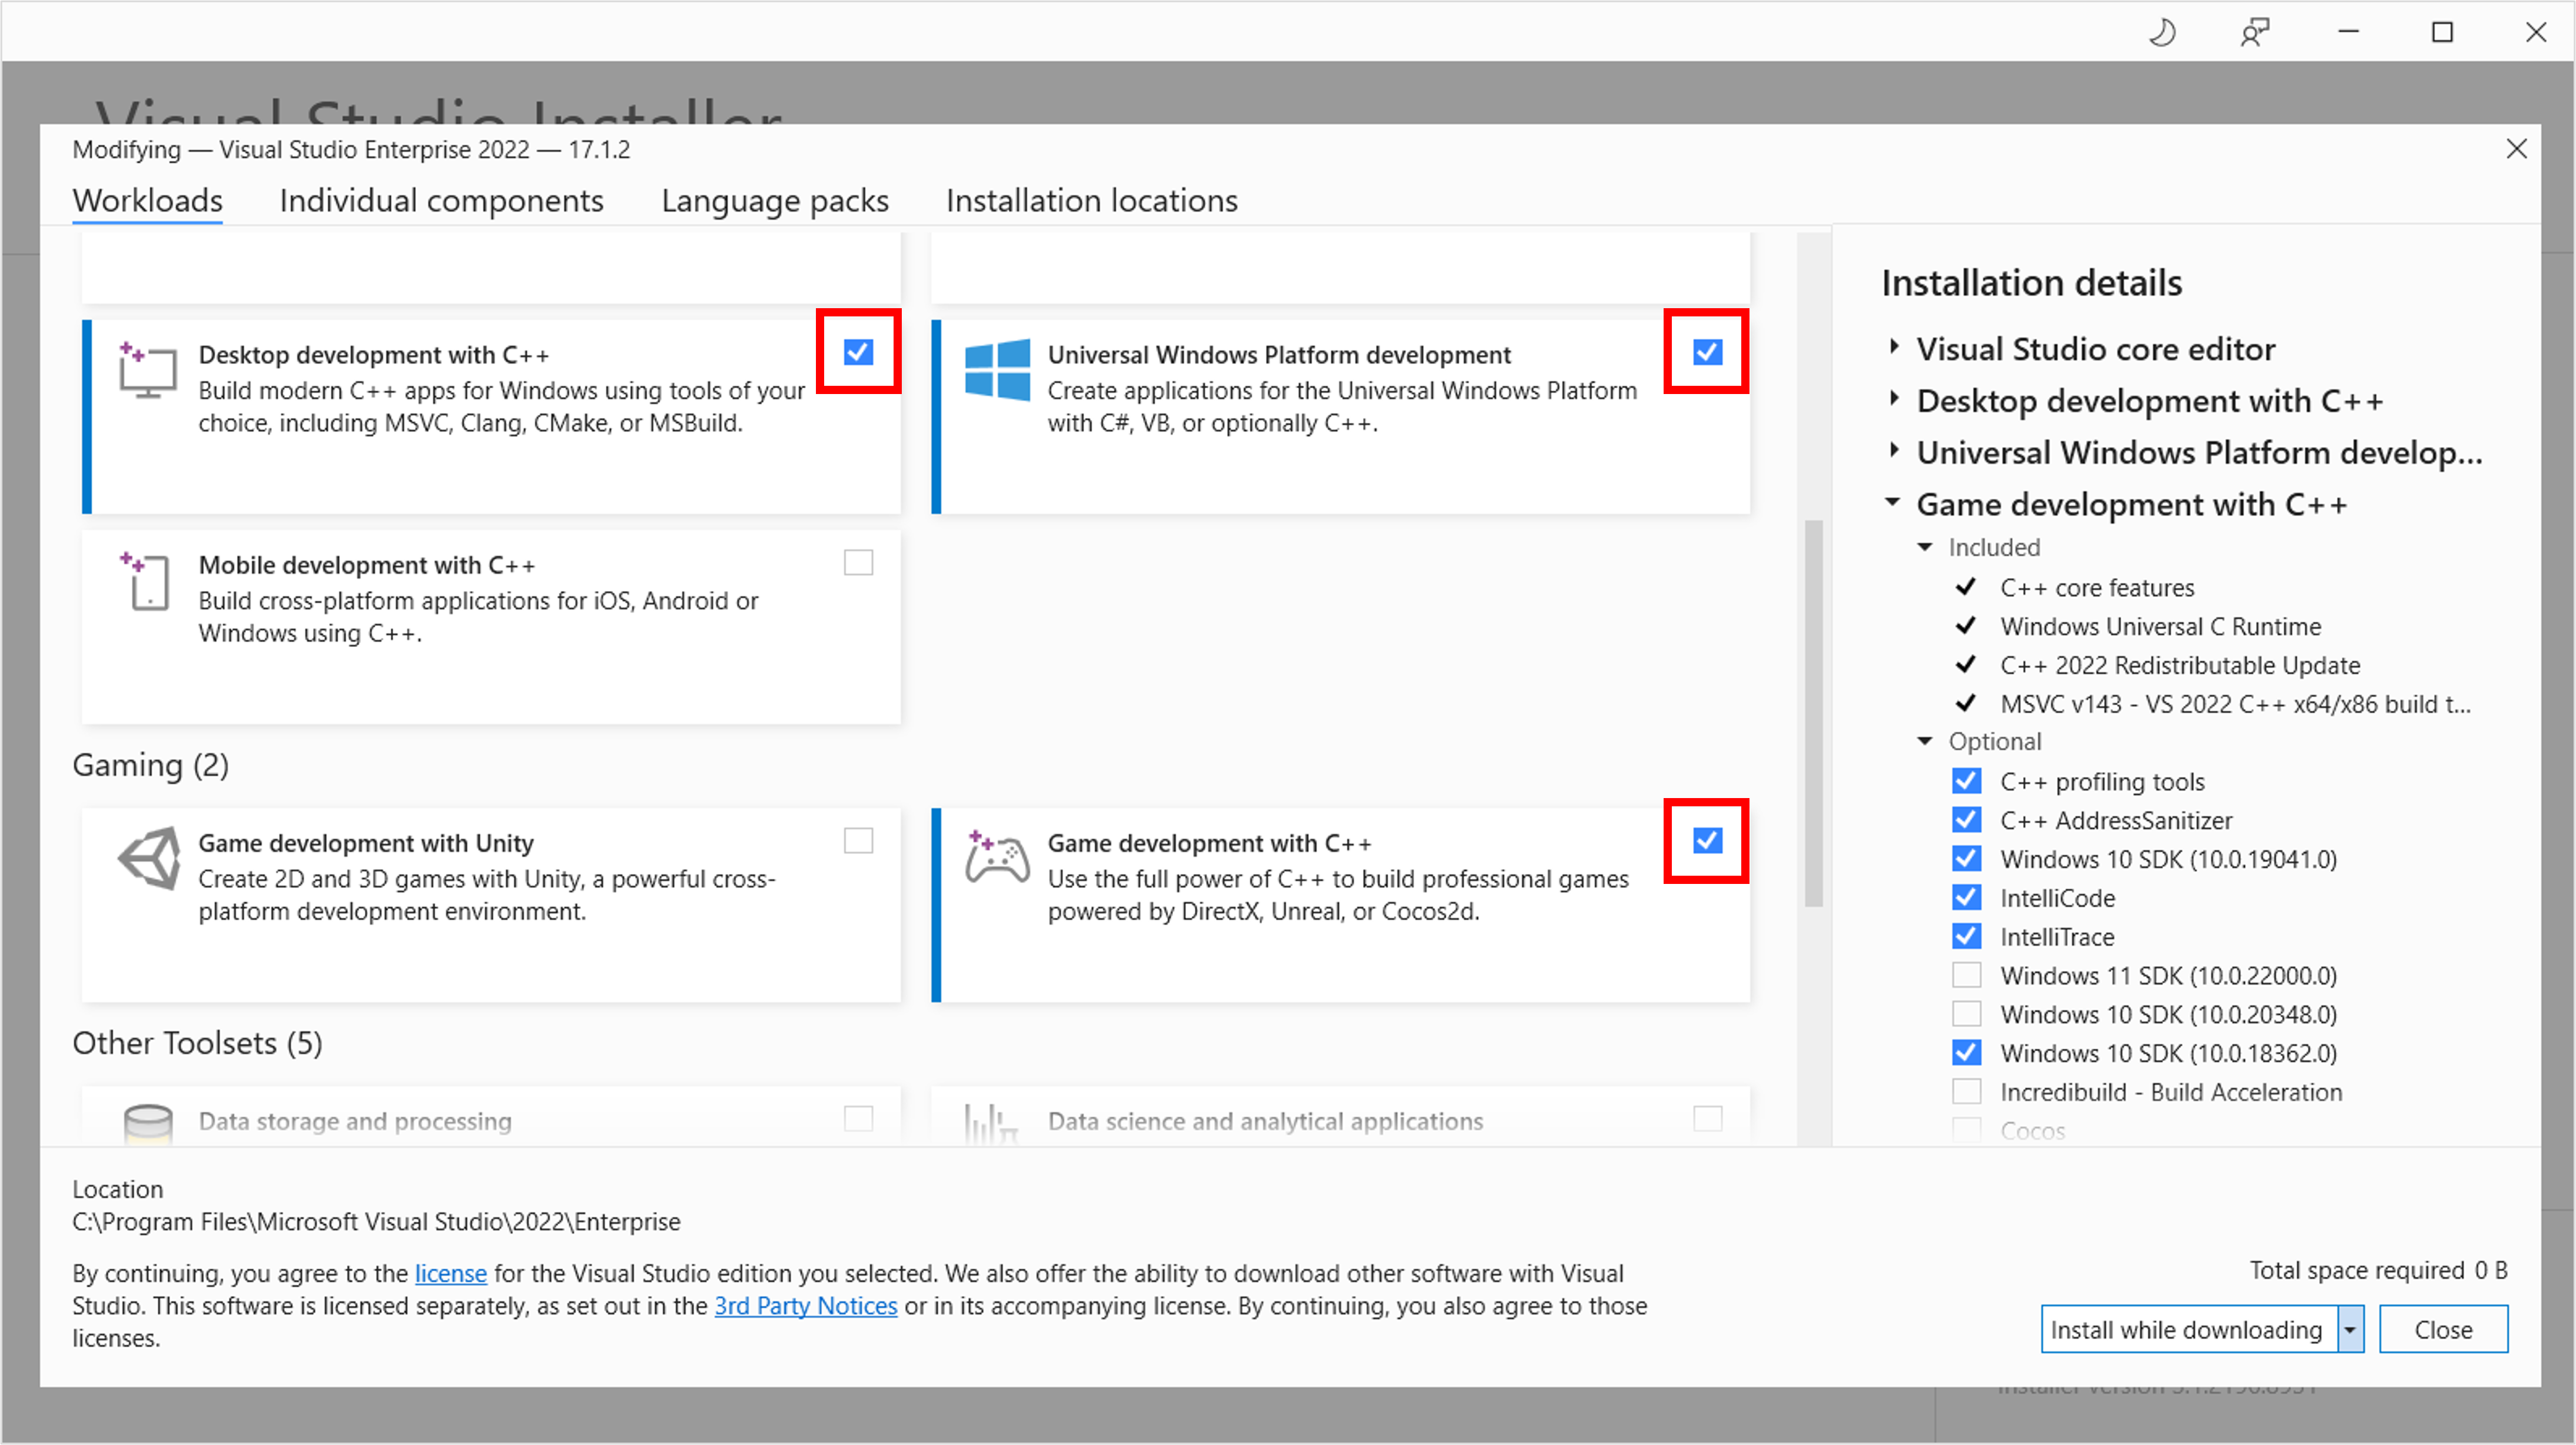 Visual Studio Installer
Modifying — Visual Studio Enterprise 2022 — 17.1.2
Workloads
Individual components
Language packs
Installation locations
Desktop development with C++
Build modern C++ apps for Windows using tools of your
choice, including MSVC, Clang, CMake, or MSBuild.
Universal Windows Platform development
Create applications for the Universal Windows Platform
with C#, VB, or optionally C++.
Mobile development with C++
Build cross-platform applications for iOS, Android or
Windows using C++.
Gaming (2)
Game development with Unity
Create 2D and 3D games with Unity, a powerful cross-
platform development environment.
Game development with C++
Use the full power of C++ to build professional games
powered by DirectX, Unreal, or Cocos2d.
Other Toolsets (5)
Data storage and processing
Data science and analytical applications
Installation details
Visual Studio core editor
Desktop development with C++
Universal Windows Platform develop...
Game development with C++
Included
C++ core features
Windows Universal C Runtime
C++ 2022 Redistributable Update
MSVC v143 - VS 2022 C++ x64/x86 build t...
Optional
C++ profiling tools
C++ AddressSanitizer
Windows 10 SDK (10.0.19041.0)
IntelliCode
IntelliTrace
Windows 11 SDK (10.0.22000.0)
Windows 10 SDK (10.0.20348.0)
Windows 10 SDK (10.0.18362.0)
Incredibuild - Build Acceleration
Cocos
Location
C:\Program Files\Microsoft Visual Studio\2022\Enterprise
By continuing, you agree to the license for the Visual Studio edition you selected. We also offer the ability to download other software with Visual
Studio. This software is licensed separately, as set out in the 3rd Party Notices or in its accompanying license. By continuing, you also agree to those
licenses.
Total space required 0 B
Install while downloading
Close